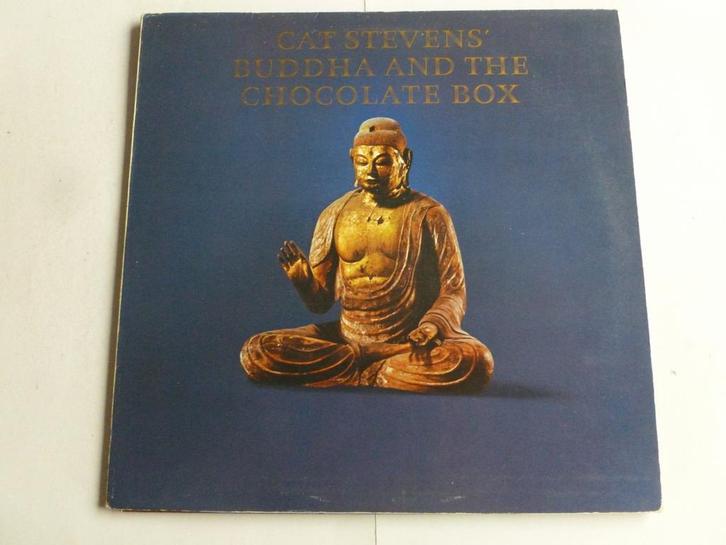 CAT STEVENS'
BUDDHA AND THE
CHOCOLATE BOX